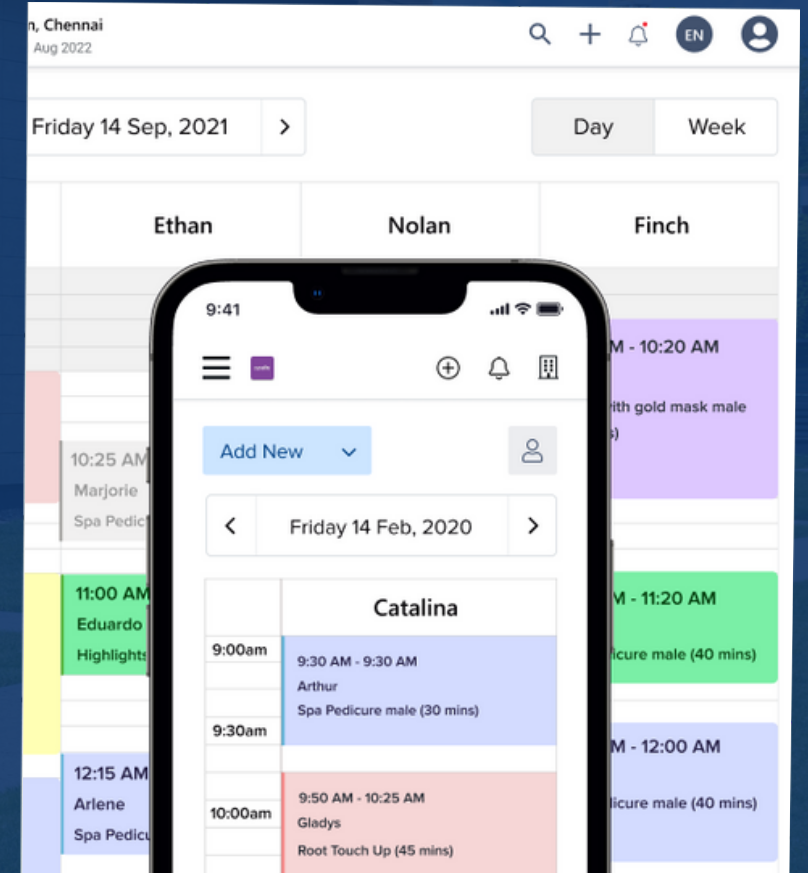 n, Chennai
Aug 2022
EN
Friday 14 Sep, 2021
Day
Week
Ethan
Nolan
Finch
M - 10:20 AM
ith gold mask male
s)
10:25 AM
Marjorie
Spa Pedic
11:00 AM
Eduardo
Highlights
M - 11:20 AM
icure male (40 mins)
12:15 AM
Arlene
Spa Pedicu
M - 12:00 AM
licure male (40 mins)
9:41
Add New
Friday 14 Feb, 2020
Catalina
9:00am
9:30 AM - 9:30 AM
Arthur
Spa Pedicure male (30 mins)
9:30am
9:50 AM - 10:25 AM
10:00am
Gladys
Root Touch Up (45 mins)